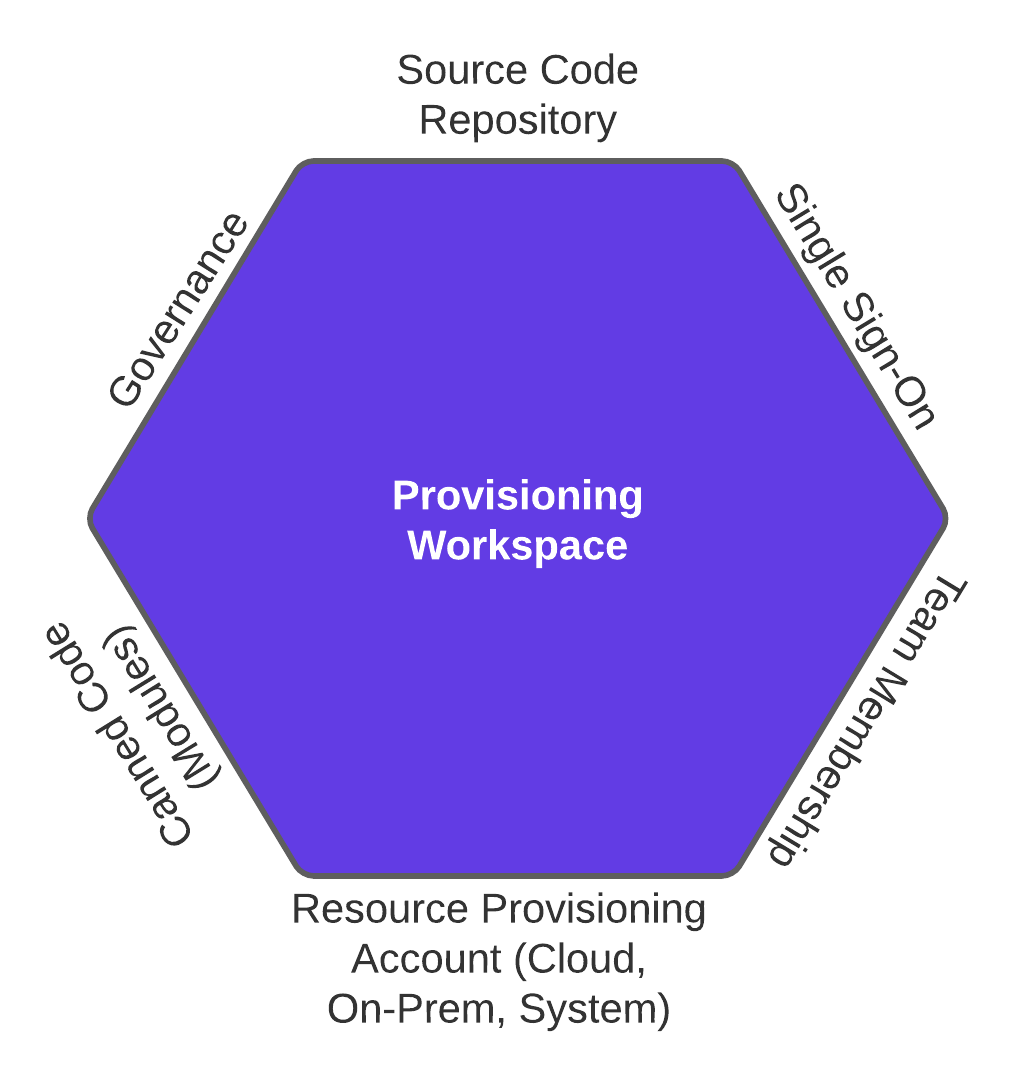 Source Code
Repository
Single Sign-On
Governance
Provisioning
Workspace
Team Membership
Canned Code
(Modules)
Resource Provisioning
Account (Cloud,
On-Prem, System)